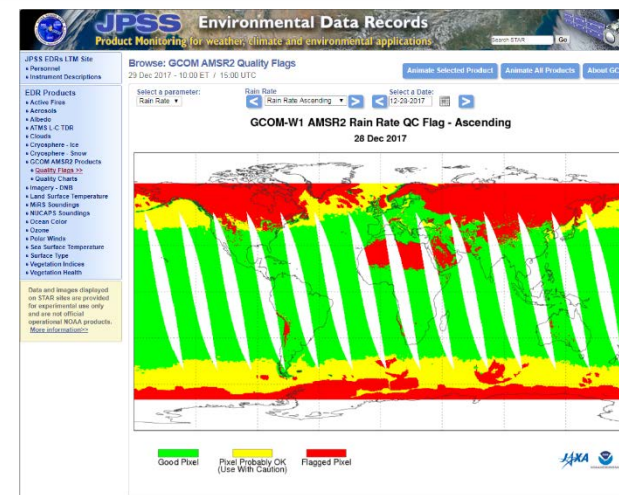 JPSS Environmental Data Records
Product Monitoring for weather, climate and environmental applications
Search STAR
Go
JPSS EDRs LTM Site
Personnel
Instrument Descriptions
EDR Products
Active Fires
Aerosols
Albedo
ATMS L-C TDR
Clouds
Cryosphere - Ice
Cryosphere - Snow
GCOM AMSR2 Products
Quality Flags >>
Quality Charts
Imagery - DNB
Land Surface Temperature
MiRS Soundings
NUCAPS Soundings
Ocean Color
Ozone
Polar Winds
Sea Surface Temperature
Surface Type
Vegetation Indices
Vegetation Health
Data and images displayed
on STAR sites are provided
for experimental use only
and are not official
operational NOAA products.
More information>>
Browse: GCOM AMSR2 Quality Flags
29 Dec 2017 - 10:00 ET / 15:00 UTC
Animate Selected Product
Animate All Products
About GC
Select a parameter:
Rain Rate
Rain Rate
Rain Rate Ascending
Select a Date:
12-28-2017
GCOM-W1 AMSR2 Rain Rate QC Flag - Ascending
28 Dec 2017
Good Pixel
Pixel Probably OK
(Use With Caution)
Flagged Pixel
JAXA